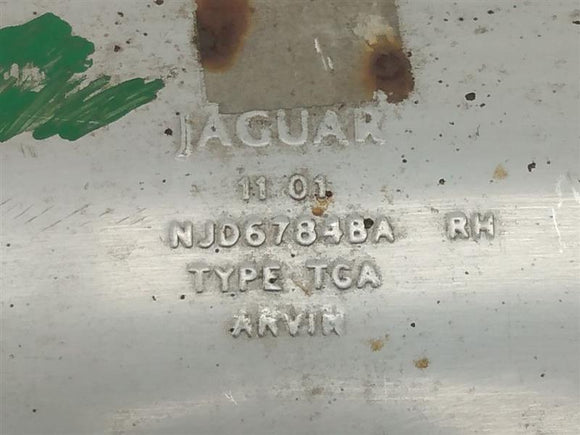 JAGUAR
11 01
NJD6784BA RH
TYPE TGA
ARVIN